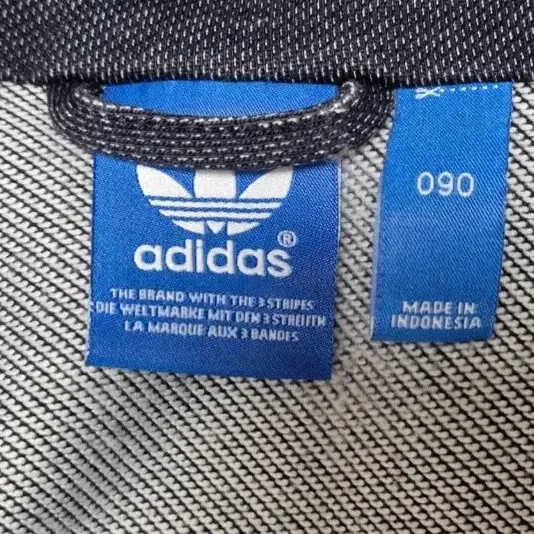 adidas®
THE BRAND WITH THE 3 STRIPES
DIE WELTMARKE MIT DEN 3 STREIFEN
LA MARQUE AUX 3 BANDES
090
MADE IN
INDONESIA